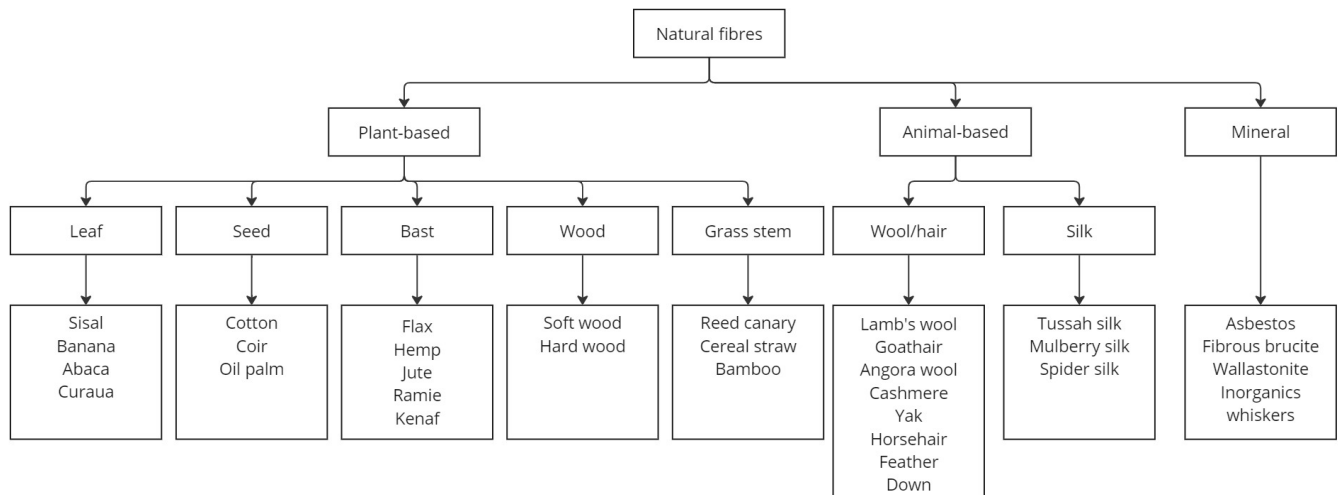 Natural fibres
Plant-based
Animal-based
Mineral
Leaf
Seed
Bast
Wood
Grass stem
Wool/hair
Silk
Sisal
Banana
Abaca
Curaua
Cotton
Coir
Oil palm
Flax
Hemp
Jute
Ramie
Kenaf
Soft wood
Hard wood
Reed canary
Cereal straw
Bamboo
Lamb's wool
Goathair
Angora wool
Cashmere
Yak
Horsehair
Feather
Down
Tussah silk
Mulberry silk
Spider silk
Asbestos
Fibrous brucite
Wallastonite
Inorganics
whiskers